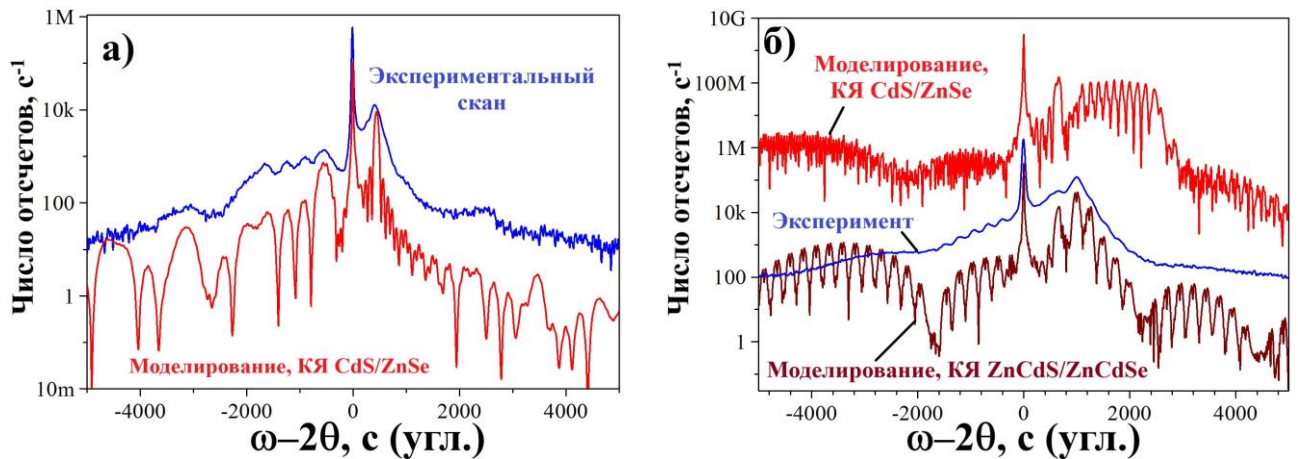 а)
Число отсчетов, с-1
1M
10k
100
1
10m
Экспериментальный
скан
Моделирование, КЯ CdS/ZnSe
-4000 -2000 0 2000 4000
ω–2θ, с (угл.)
б)
Число отсчетов, с-1
10G
100M
1M
10k
100
1
Моделирование,
КЯ CdS/ZnSe
Эксперимент
Моделирование, КЯ ZnCdS/ZnCdSe
-4000 -2000 0 2000 4000
ω–2θ, с (угл.)